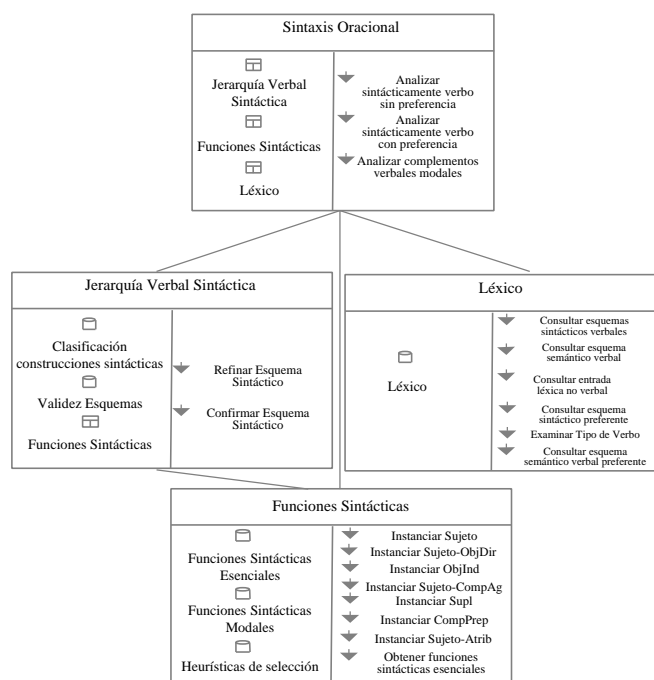 Sintaxis Oracional
Jerarquía Verbal
Sintáctica
Funciones Sintácticas
Léxico
Analizar
sintácticamente verbo
sin preferencia
Analizar
sintácticamente verbo
con preferencia
Analizar complementos
verbales modales
Jerarquía Verbal Sintáctica
Clasificación
construcciones sintácticas
Validez Esquemas
Funciones Sintácticas
Refinar Esquema
Sintáctico
Confirmar Esquema
Sintáctico
Léxico
Léxico
Consultar esquemas
sintácticos verbales
Consultar esquema
semántico verbal
Consultar entrada
léxica no verbal
Consultar esquema
sintáctico preferente
Examinar Tipo de Verbo
Consultar esquema
semántico verbal preferente
Funciones Sintácticas
Funciones Sintácticas
Esenciales
Funciones Sintácticas
Modales
Heurísticas de selección
Instanciar Sujeto
Instanciar Sujeto-ObjDir
Instanciar ObjInd
Instanciar Sujeto-CompAg
Instanciar Supl
Instanciar CompPrep
Instanciar Sujeto-Atrib
Obtener funciones
sintácticas esenciales